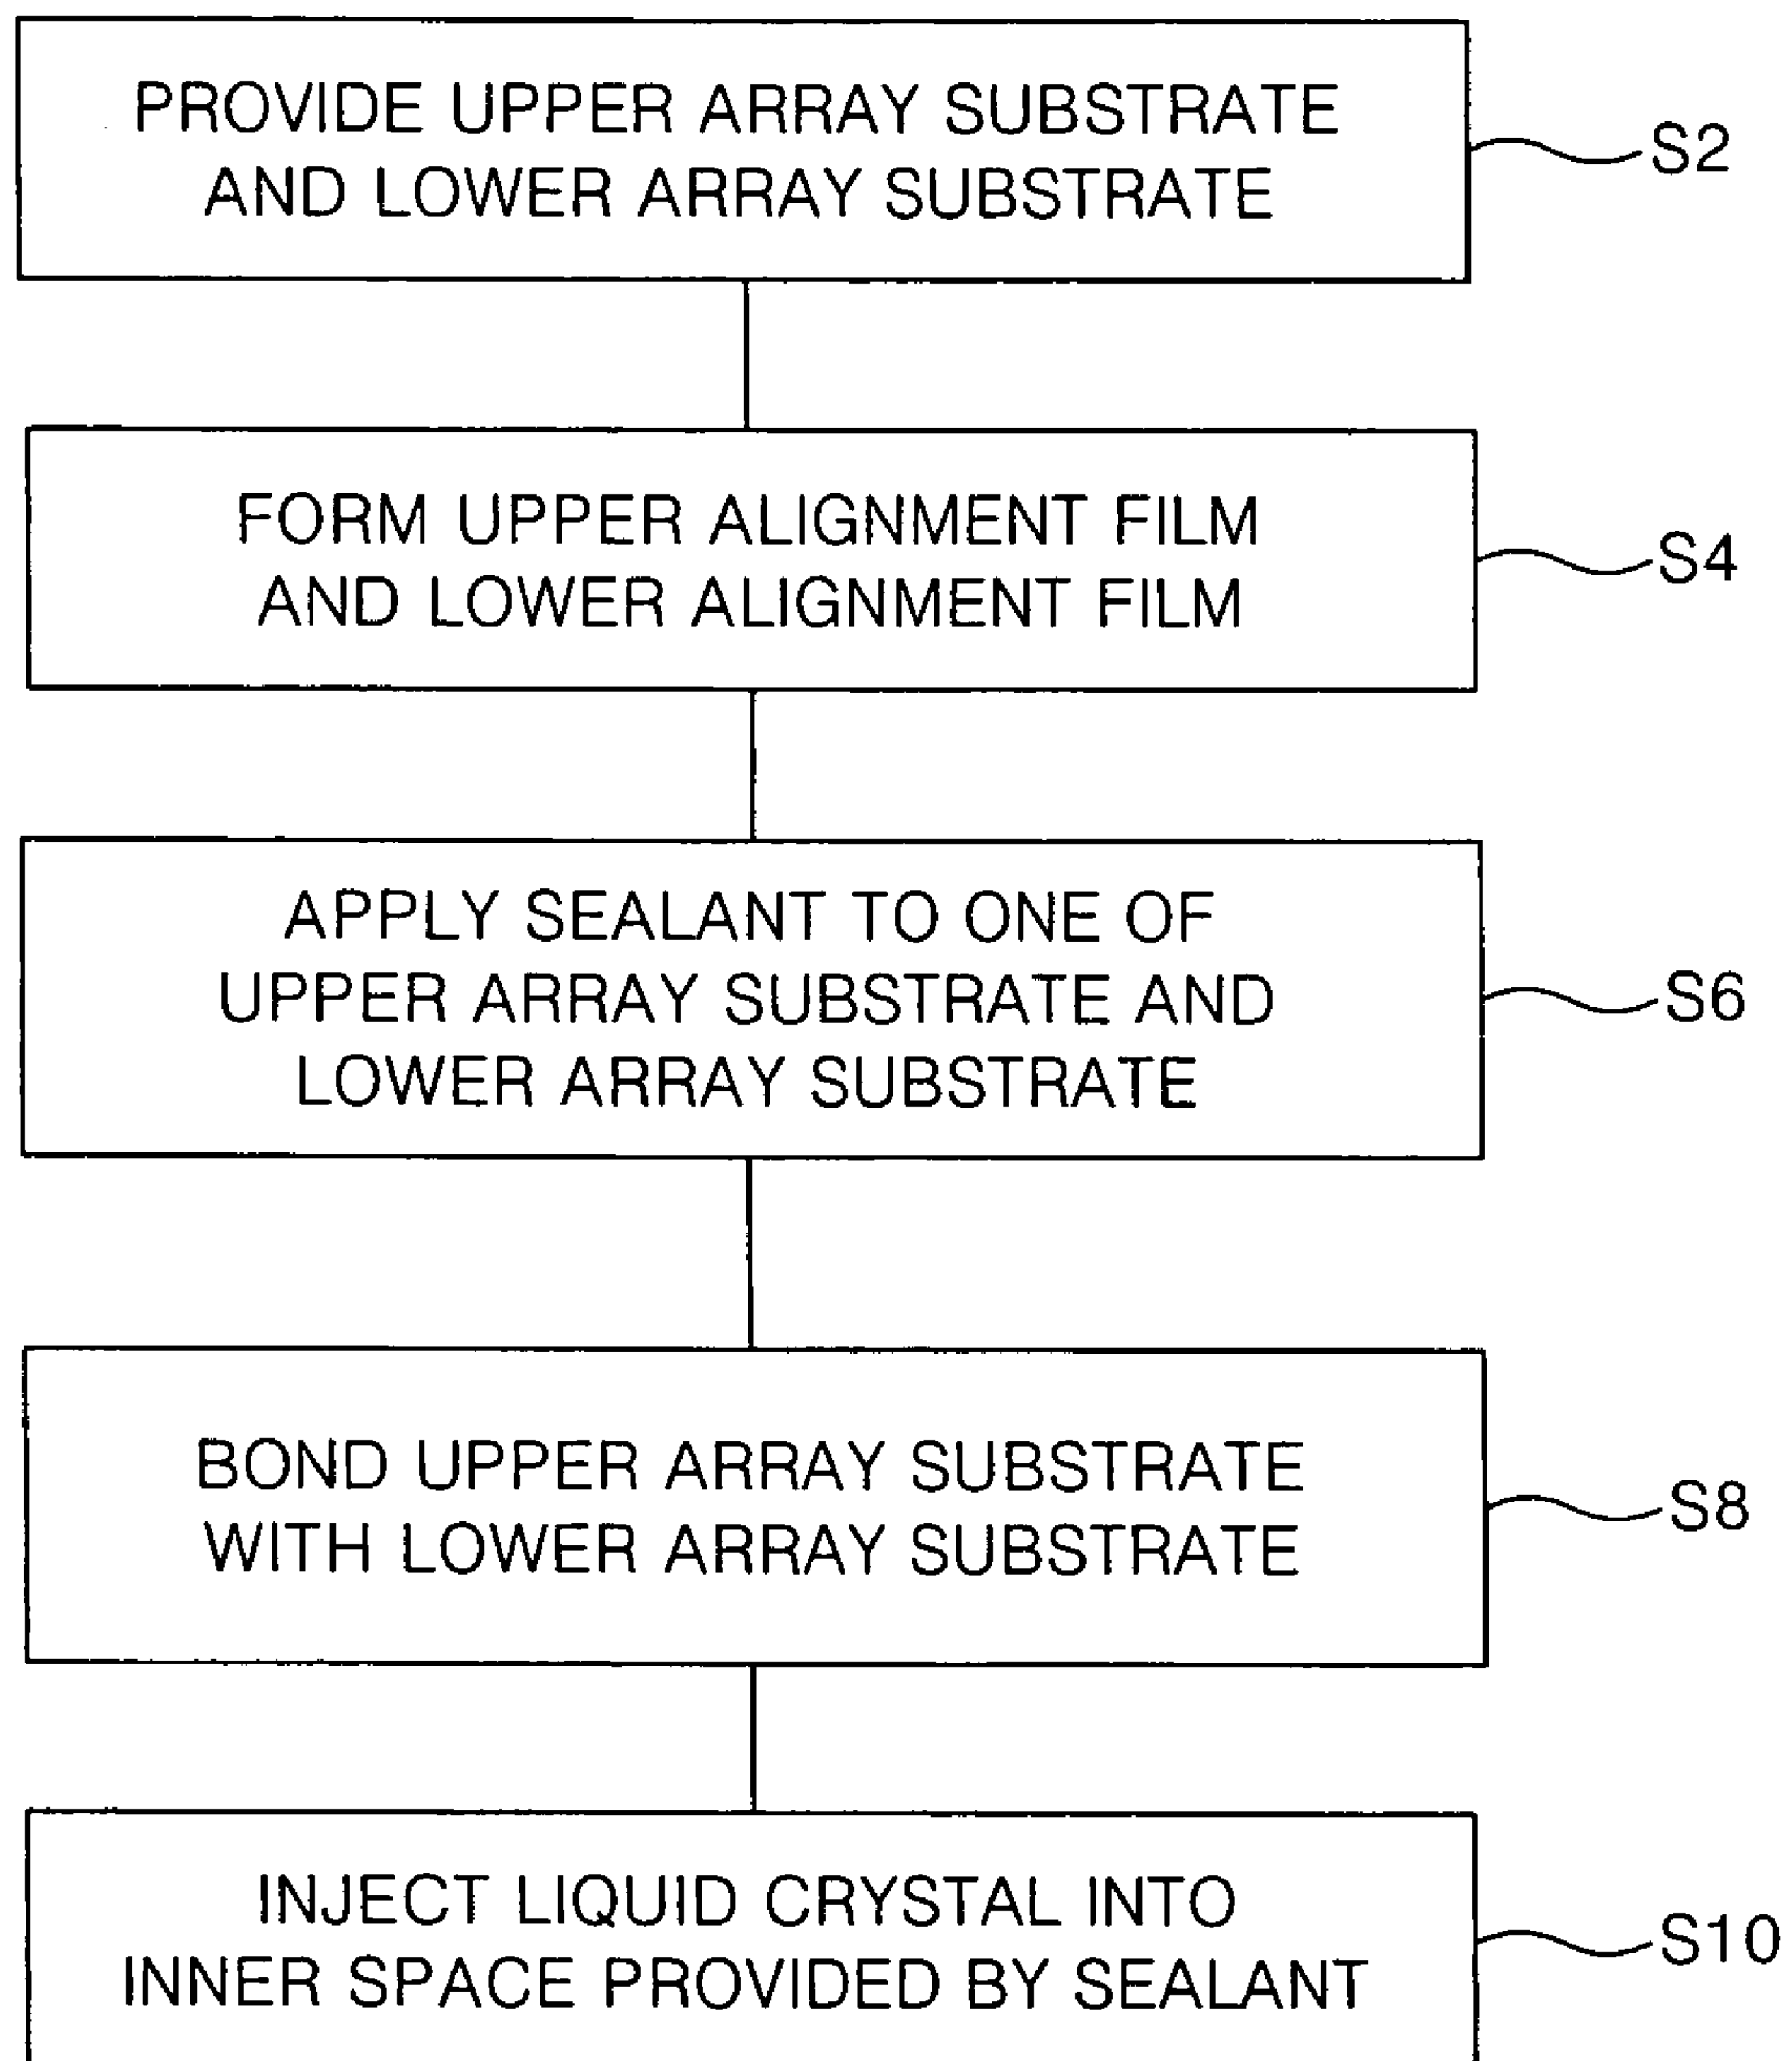 PROVIDE UPPER ARRAY SUBSTRATE
AND LOWER ARRAY SUBSTRATE
S2
FORM UPPER ALIGNMENT FILM
AND LOWER ALIGNMENT FILM
S4
APPLY SEALANT TO ONE OF
UPPER ARRAY SUBSTRATE AND
LOWER ARRAY SUBSTRATE
S6
BOND UPPER ARRAY SUBSTRATE
WITH LOWER ARRAY SUBSTRATE
S8
INJECT LIQUID CRYSTAL INTO
INNER SPACE PROVIDED BY SEALANT
S10